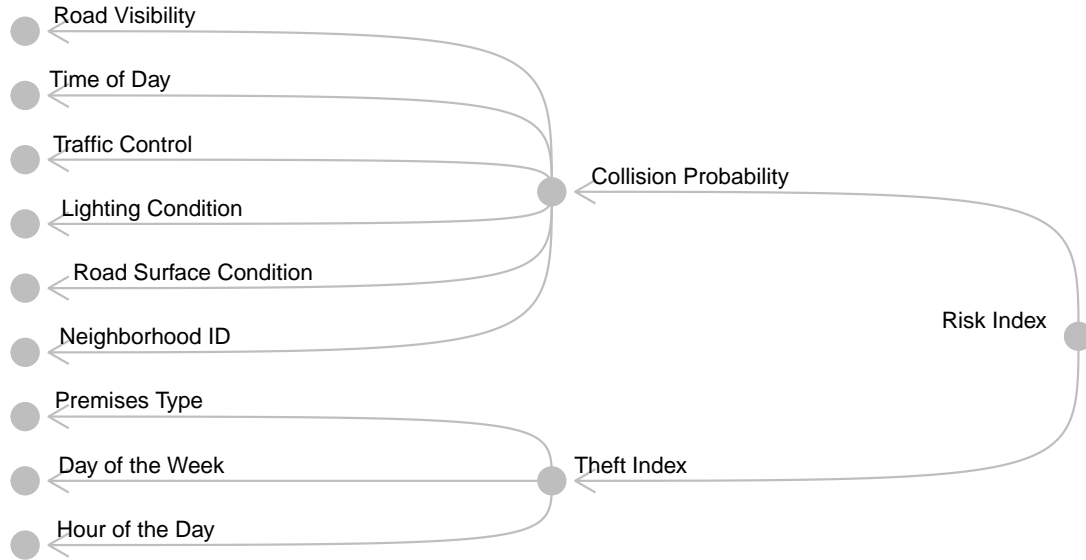 Road Visibility
Time of Day
Traffic Control
Collision Probability
Lighting Condition
Road Surface Condition
Risk Index
Neighborhood ID
Premises Type
Day of the Week
Theft Index
Hour of the Day